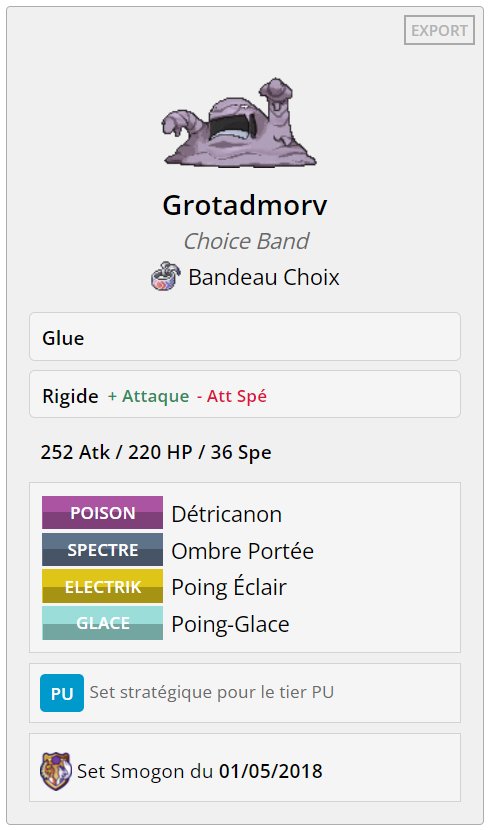 EXPORT
Grotadmorv
Choice Band
Bandeau Choix
Glue
Rigide + Attaque - Att Spé
252 Atk / 220 HP / 36 Spe
POISON Détricanon
SPECTRE Ombre Portée
ELECTRIK Poing Éclair
GLACE Poing-Glace
PU Set stratégique pour le tier PU
Set Smogon du 01/05/2018